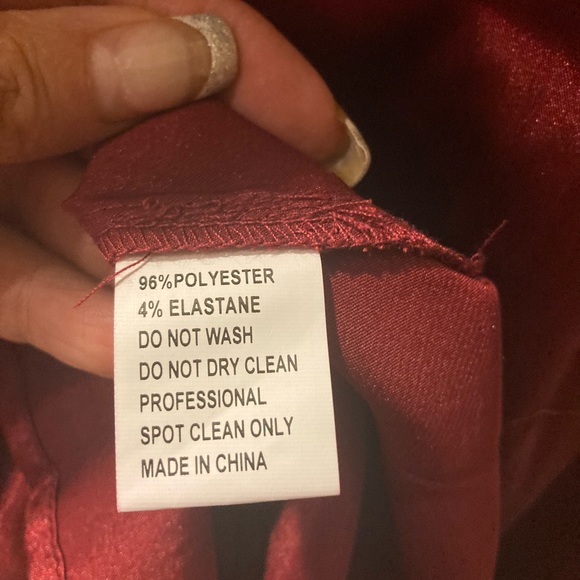 96%POLYESTER
4% ELASTANE
DO NOT WASH
DO NOT DRY CLEAN
PROFESSIONAL
SPOT CLEAN ONLY
MADE IN CHINA